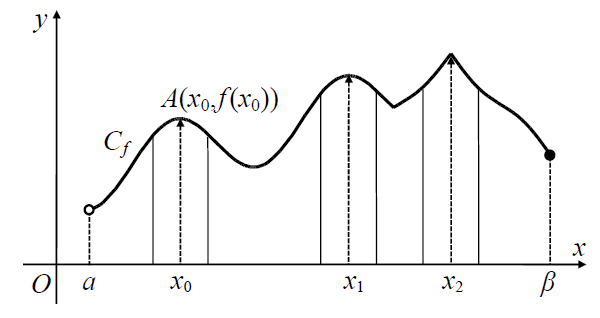 y
A(x₀,f(x₀))
C_f
O a x₀ x₁ x₂ β x